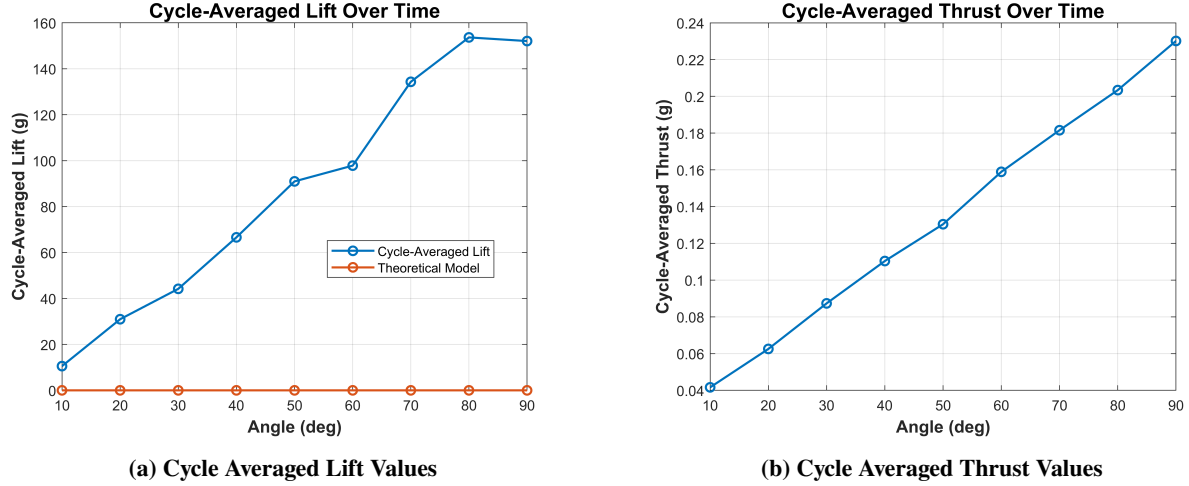 Cycle-Averaged Lift Over Time
160
140
120
100
80
60
40
20
0
Cycle-Averaged Lift (g)
Cycle-Averaged Lift
Theoretical Model
10 20 30 40 50 60 70 80 90
Angle (deg)
(a) Cycle Averaged Lift Values
Cycle-Averaged Thrust Over Time
0.24
0.22
0.2
0.18
0.16
0.14
0.12
0.1
0.08
0.06
0.04
Cycle-Averaged Thrust (g)
10 20 30 40 50 60 70 80 90
Angle (deg)
(b) Cycle Averaged Thrust Values